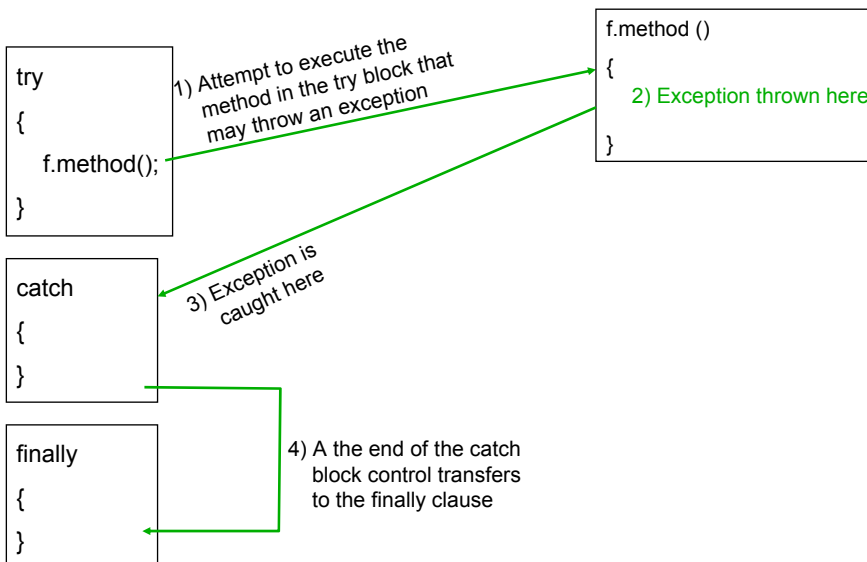 try
{
f.method();
}
1) Attempt to execute the
method in the try block that
may throw an exception
f.method ()
{
2) Exception thrown here
}
3) Exception is
caught here
catch
{
}
4) A the end of the catch
block control transfers
to the finally clause
finally
{
}